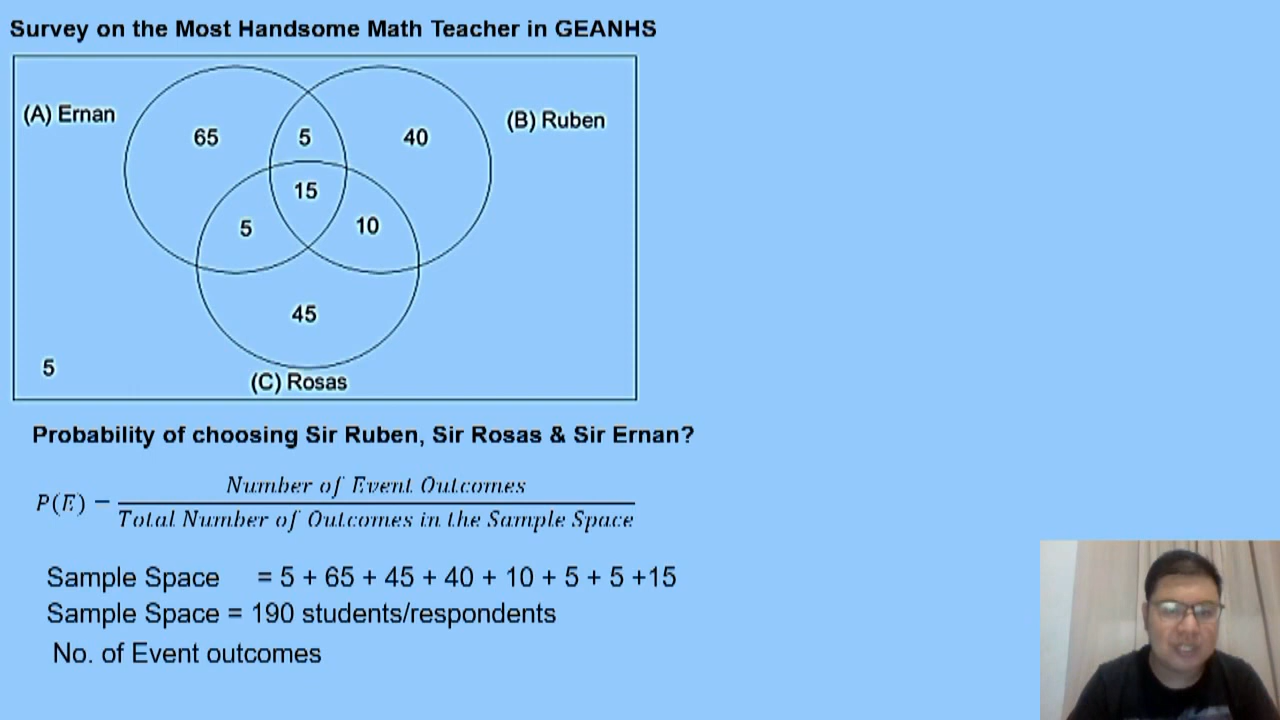 Survey on the Most Handsome Math Teacher in GEANHS
(A) Ernan
(B) Ruben
65
5
40
15
5
10
45
5
(C) Rosas
Probability of choosing Sir Ruben, Sir Rosas & Sir Ernan?
P(E) = Number of Event Outcomes
Total Number of Outcomes in the Sample Space
Sample Space = 5 + 65 + 45 + 40 + 10 + 5 + 5 +15
Sample Space = 190 students/respondents
No. of Event outcomes